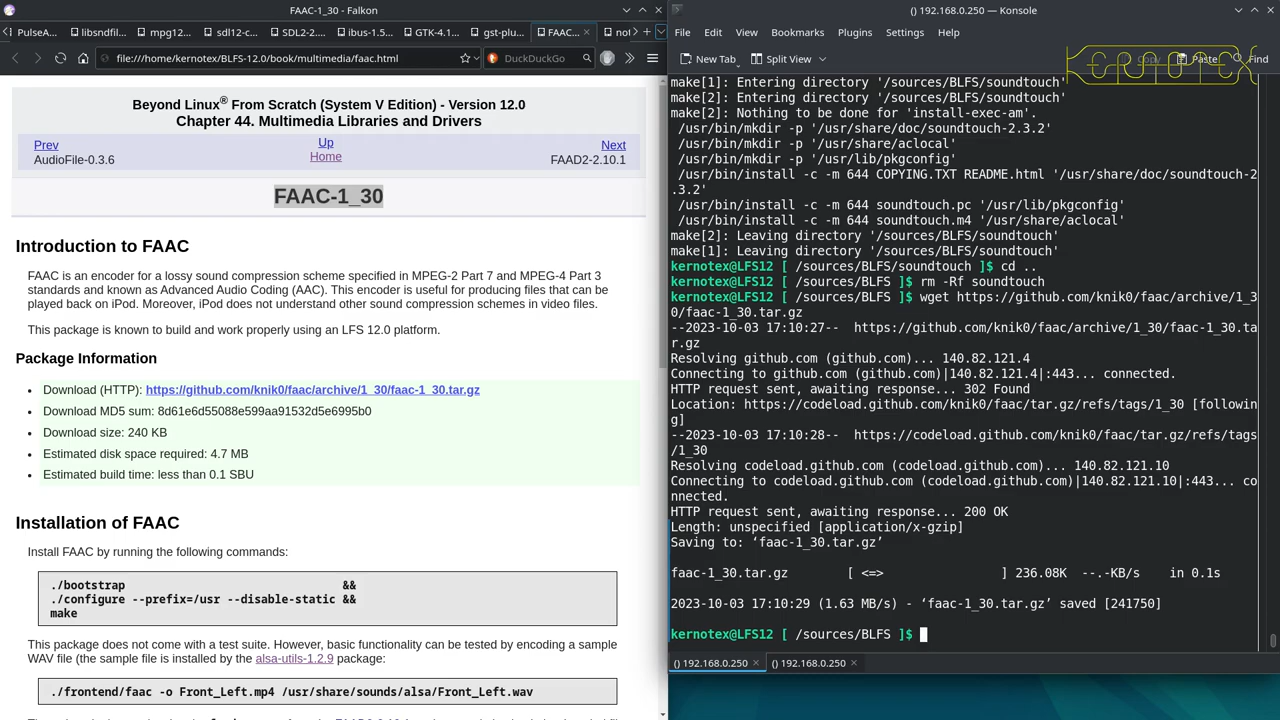 FAAC-1_30 - Falkon
PulseA...
libsndfil...
mpg12...
sdl12-c...
SDL2-2....
ibus-1.5...
GTK-4.1...
gst-plu...
FAAC...
file:///home/kernotex/BLFS-12.0/book/multimedia/faac.html
DuckDuckGo
Beyond Linux® From Scratch (System V Edition) - Version 12.0
Chapter 44. Multimedia Libraries and Drivers
Prev
Up
Next
AudioFile-0.3.6
Home
FAAD2-2.10.1
FAAC-1_30
Introduction to FAAC
FAAC is an encoder for a lossy sound compression scheme specified in MPEG-2 Part 7 and MPEG-4 Part 3
standards and known as Advanced Audio Coding (AAC). This encoder is useful for producing files that can be
played back on iPod. Moreover, iPod does not understand other sound compression schemes in video files.
This package is known to build and work properly using an LFS 12.0 platform.
Package Information
Download (HTTP): https://github.com/knik0/faac/archive/1_30/faac-1_30.tar.gz
Download MD5 sum: 8d61e6d55088e599aa91532d5e6995b0
Download size: 240 KB
Estimated disk space required: 4.7 MB
Estimated build time: less than 0.1 SBU
Installation of FAAC
Install FAAC by running the following commands:
./bootstrap &&
./configure --prefix=/usr --disable-static &&
make
This package does not come with a test suite. However, basic functionality can be tested by encoding a sample
WAV file (the sample file is installed by the alsa-utils-1.2.9 package:
./frontend/faac -o Front_Left.mp4 /usr/share/sounds/alsa/Front_Left.wav
() 192.168.0.250 — Konsole
File Edit View Bookmarks Plugins Settings Help
New Tab Split View Copy Paste Find
KERNOTEX
make[1]: Entering directory '/sources/BLFS/soundtouch'
make[2]: Entering directory '/sources/BLFS/soundtouch'
make[2]: Nothing to be done for 'install-exec-am'.
/usr/bin/mkdir -p '/usr/share/doc/soundtouch-2.3.2'
/usr/bin/mkdir -p '/usr/share/aclocal'
/usr/bin/mkdir -p '/usr/lib/pkgconfig'
/usr/bin/install -c -m 644 COPYING.TXT README.html '/usr/share/doc/soundtouch-2
.3.2'
/usr/bin/install -c -m 644 soundtouch.pc '/usr/lib/pkgconfig'
/usr/bin/install -c -m 644 soundtouch.m4 '/usr/share/aclocal'
make[2]: Leaving directory '/sources/BLFS/soundtouch'
make[1]: Leaving directory '/sources/BLFS/soundtouch'
kernotex@LFS12 [ /sources/BLFS/soundtouch ]$ cd ..
kernotex@LFS12 [ /sources/BLFS ]$ rm -Rf soundtouch
kernotex@LFS12 [ /sources/BLFS ]$ wget https://github.com/knik0/faac/archive/1_3
0/faac-1_30.tar.gz
--2023-10-03 17:10:27-- https://github.com/knik0/faac/archive/1_30/faac-1_30.ta
r.gz
Resolving github.com (github.com)... 140.82.121.4
Connecting to github.com (github.com)|140.82.121.4|:443... connected.
HTTP request sent, awaiting response... 302 Found
Location: https://codeload.github.com/knik0/faac/tar.gz/refs/tags/1_30 [followin
g]
--2023-10-03 17:10:28-- https://codeload.github.com/knik0/faac/tar.gz/refs/tags
/1_30
Resolving codeload.github.com (codeload.github.com)... 140.82.121.10
Connecting to codeload.github.com (codeload.github.com)|140.82.121.10|:443... co
nnected.
HTTP request sent, awaiting response... 200 OK
Length: unspecified [application/x-gzip]
Saving to: ‘faac-1_30.tar.gz’
faac-1_30.tar.gz [ <=> ] 236.08K --.-KB/s in 0.1s
2023-10-03 17:10:29 (1.63 MB/s) - ‘faac-1_30.tar.gz’ saved [241750]
kernotex@LFS12 [ /sources/BLFS ]$
() 192.168.0.250
() 192.168.0.250